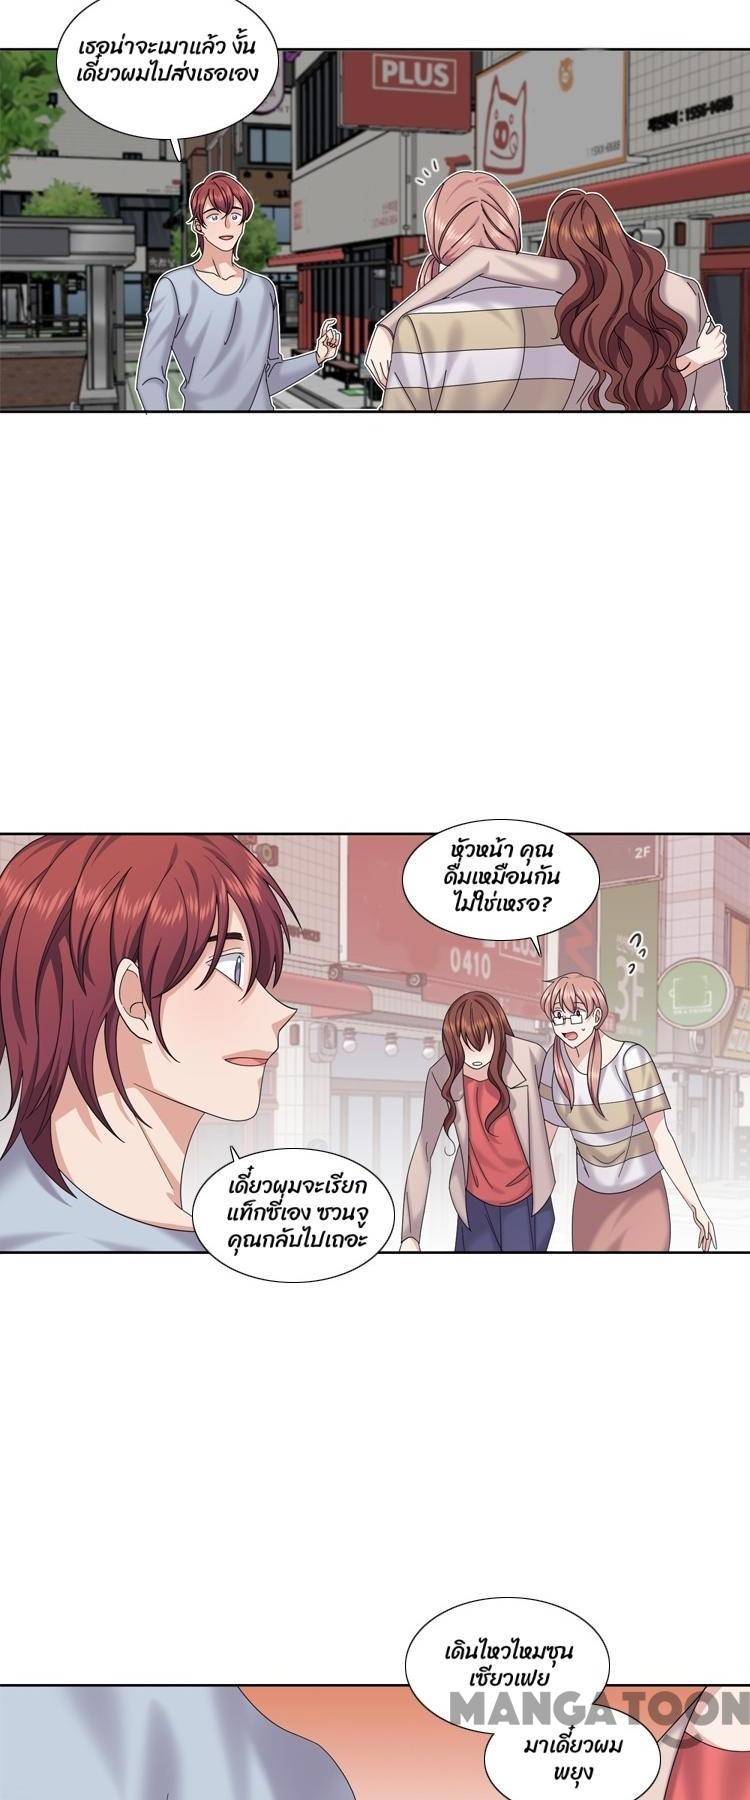 เธอน่าจะเมาแล้ว งั้น
เดี๋ยวผมไปส่งเธอเอง
PLUS
หัวหน้า คุณ
ดื่มเหมือนกัน
ไม่ใช่เหรอ?
2F
PLUS
0410
3F
เดี๋ยวผมจะเรียก
แท็กซี่เอง ซวนจู
คุณกลับไปเถอะ
เดินไหวไหมซุน
เซียวเฟย
MANGATOON
มาเดี๋ยวผม
พยุง